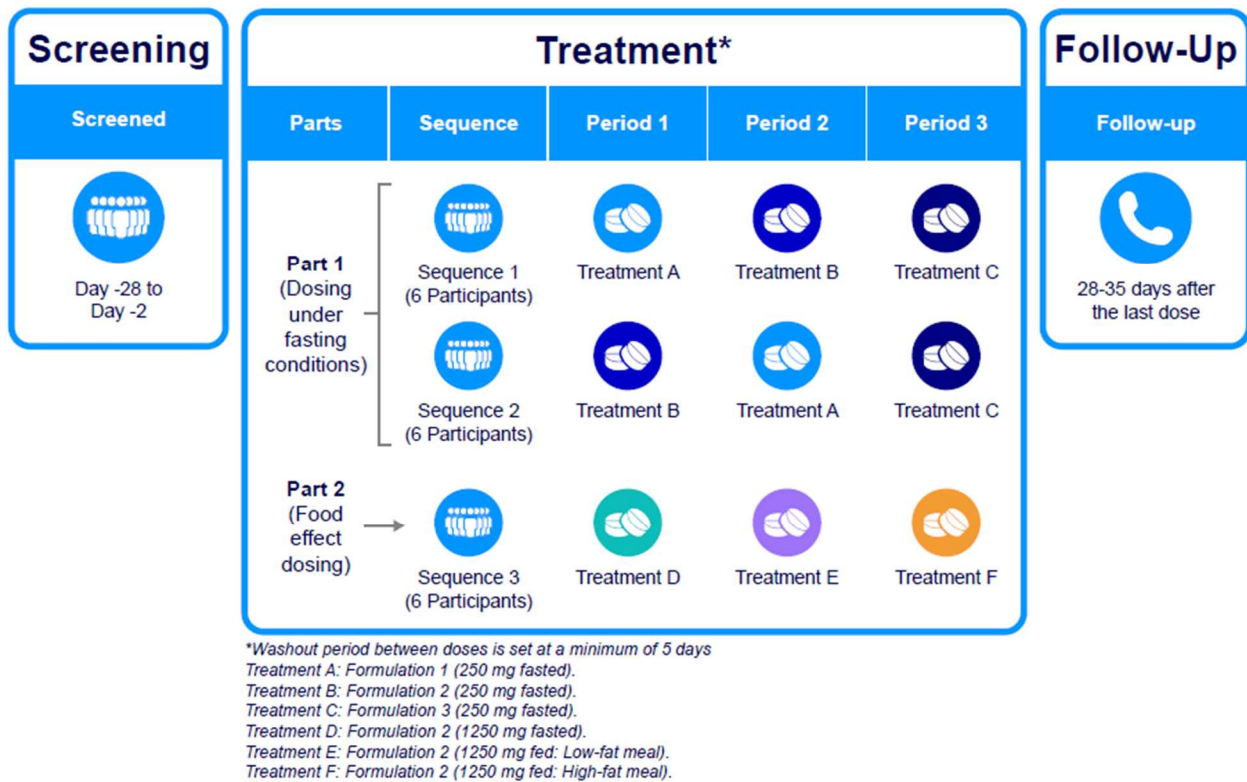 Screening
Screened
Day -28 to
Day -2
Treatment*
Parts
Sequence
Period 1
Period 2
Period 3
Part 1
(Dosing
under
fasting
conditions)
Sequence 1
(6 Participants)
Treatment A
Treatment B
Treatment C
Sequence 2
(6 Participants)
Treatment B
Treatment A
Treatment C
Part 2
(Food
effect
dosing)
Sequence 3
(6 Participants)
Treatment D
Treatment E
Treatment F
Follow-Up
Follow-up
28-35 days after
the last dose
*Washout period between doses is set at a minimum of 5 days
Treatment A: Formulation 1 (250 mg fasted).
Treatment B: Formulation 2 (250 mg fasted).
Treatment C: Formulation 3 (250 mg fasted).
Treatment D: Formulation 2 (1250 mg fasted).
Treatment E: Formulation 2 (1250 mg fed: Low-fat meal).
Treatment F: Formulation 2 (1250 mg fed: High-fat meal).